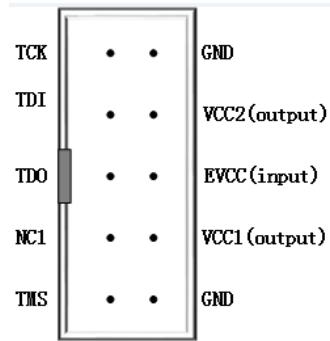 TCK GND
TDI VCC2(output)
TDO EVCC(input)
NC1 VCC1(output)
TMS GND